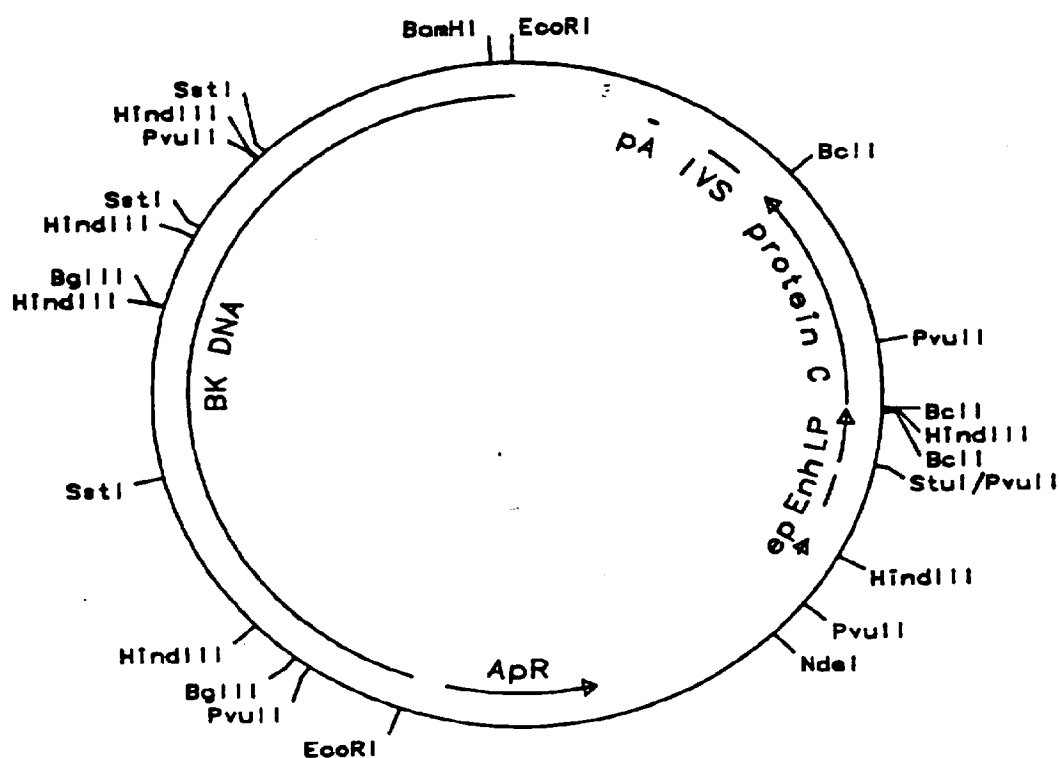 BamHI
EcoRI
SstI
HindIII
PvuII
BclI
SstI
HindIII
BglII
HindIII
pA
IVS
protein C
BK DNA
PvuII
BclI
HindIII
BclI
StuI/PvuII
LP
Enh
ep
SstI
HindIII
PvuII
NdeI
HindIII
BglII
PvuII
EcoRI
ApR